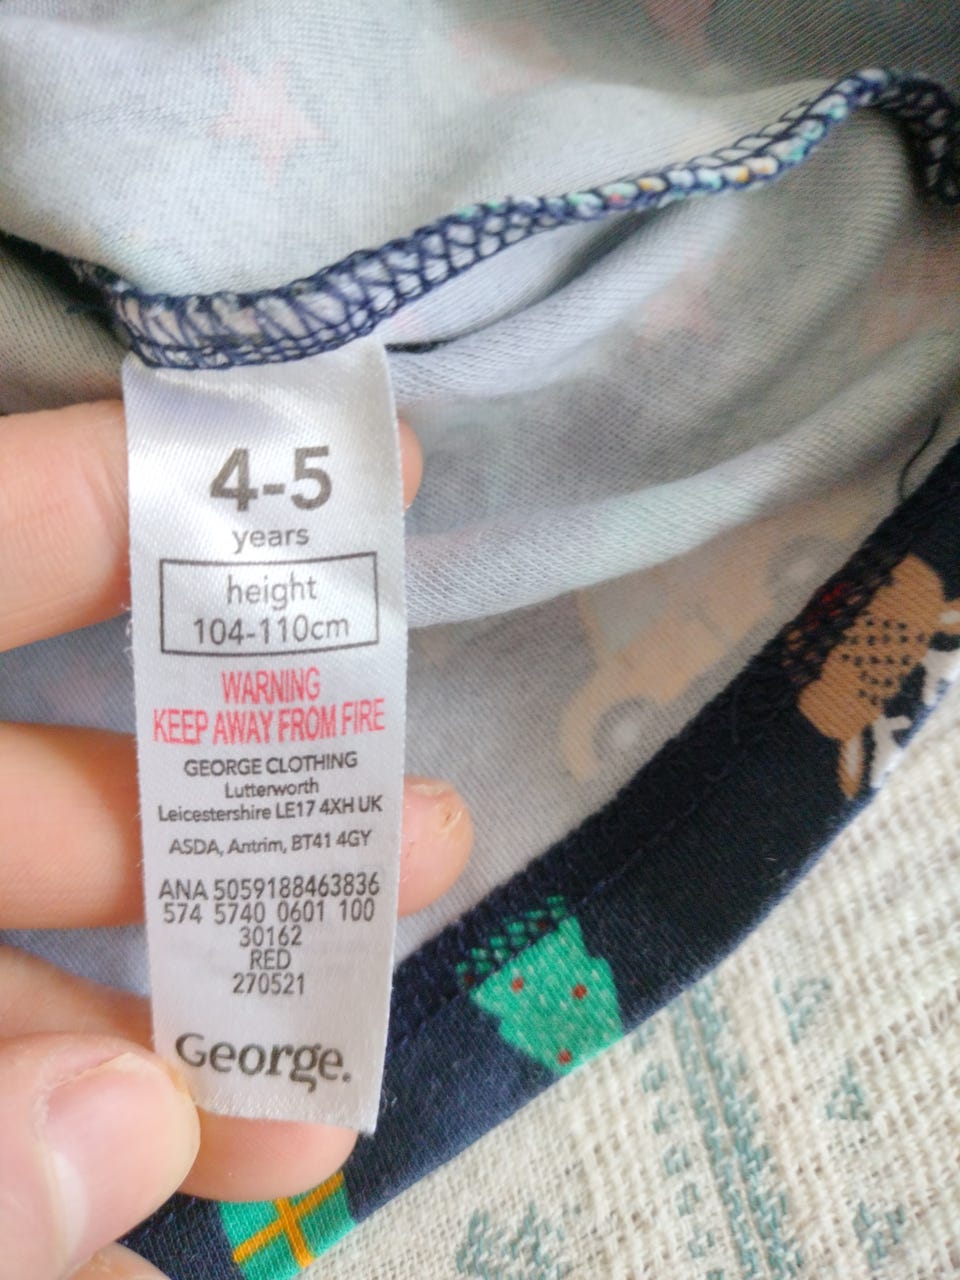 4-5
years
height
104-110cm
WARNING
KEEP AWAY FROM FIRE
GEORGE CLOTHING
Lutterworth
Leicestershire LE17 4XH UK
ASDA, Antrim, BT41 4GY
ANA 5059188463836
574 5740 0601 100
30162
RED
270521
George.